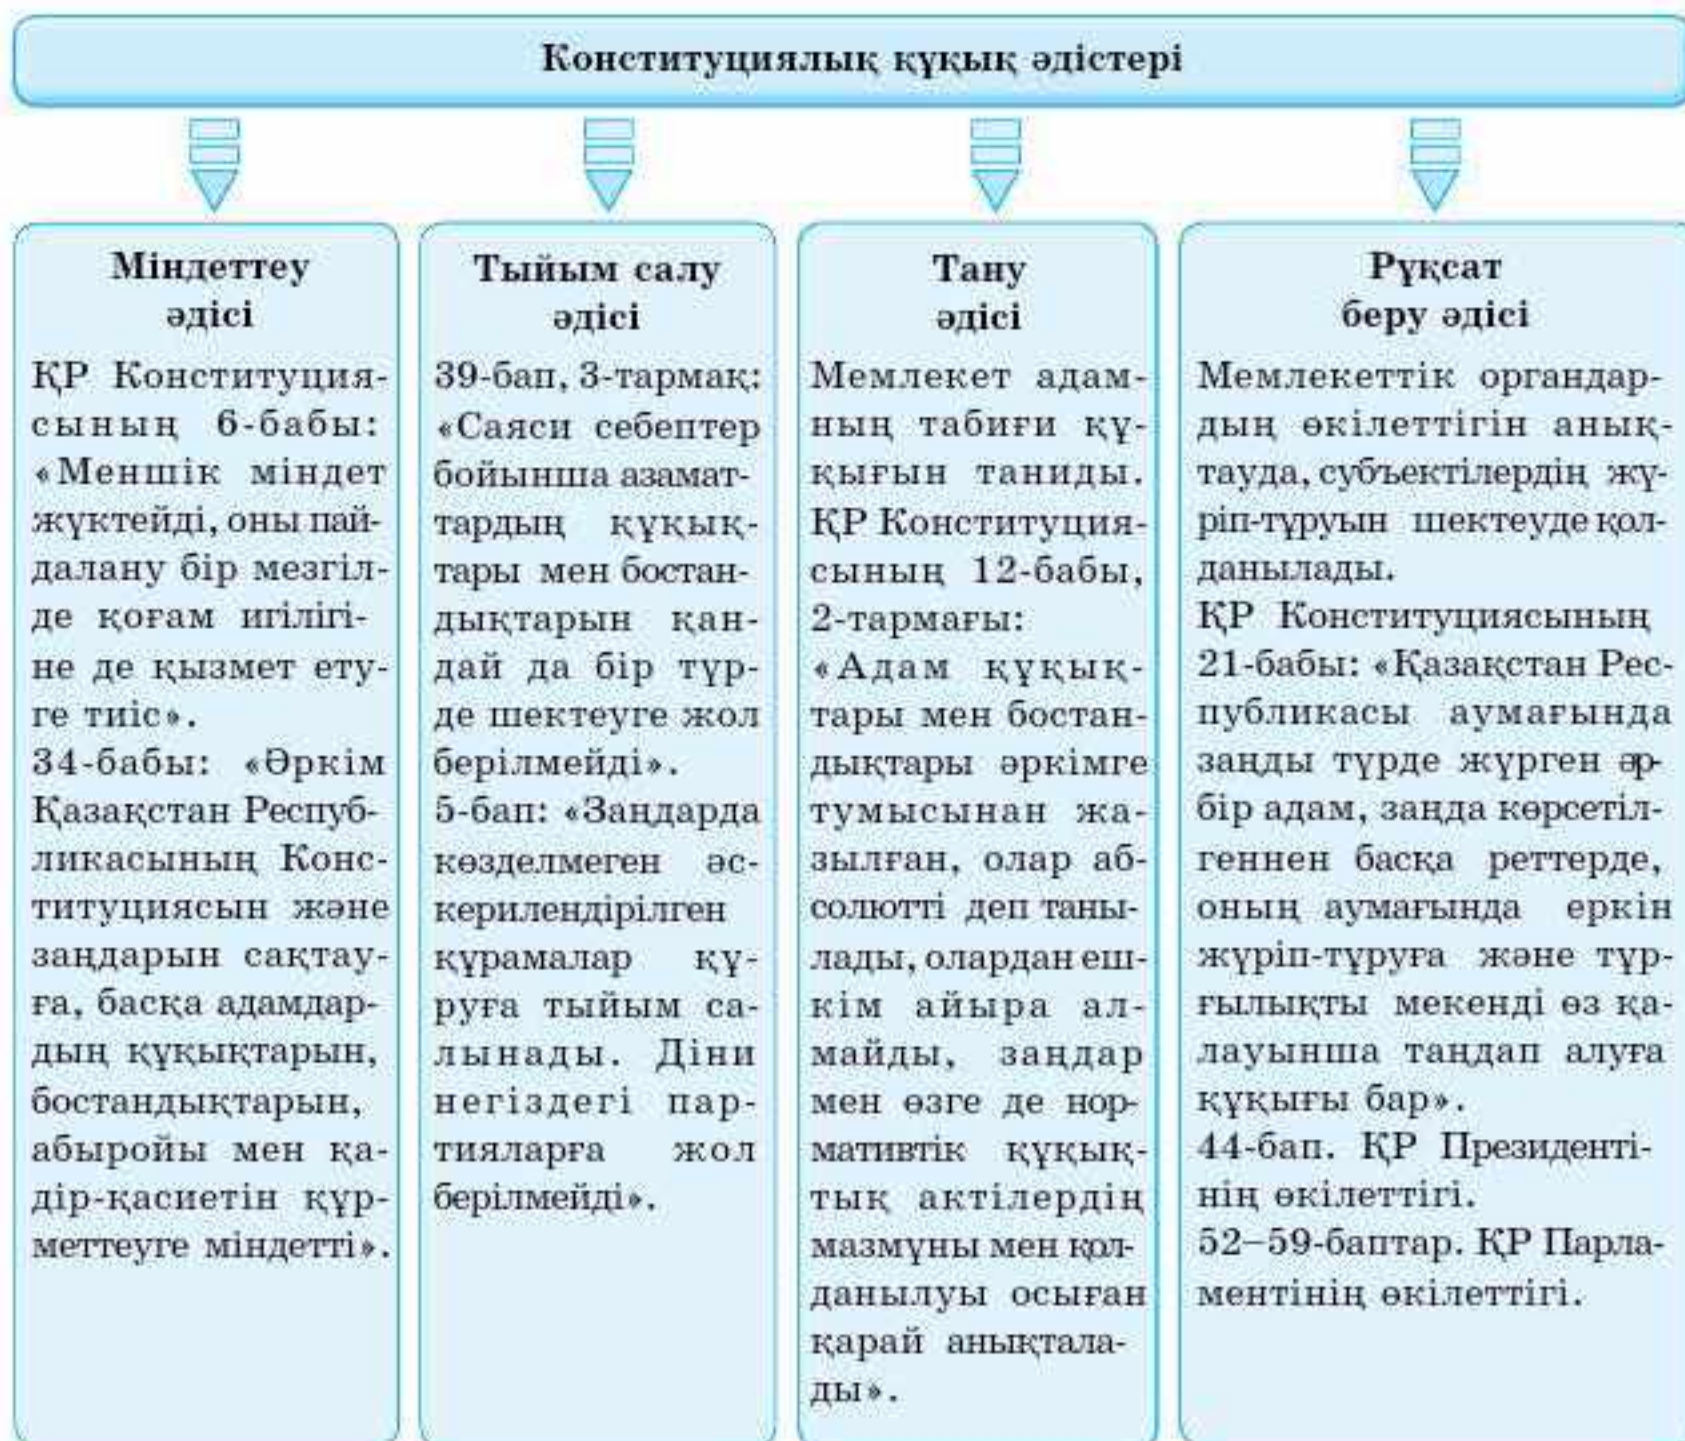 Конституциялық құқық әдістері
Міндеттеу
әдісі
ҚР Конституция-
сының 6-бабы:
«Меншік міндет
жүктейді, оны пай-
далану бір мезгіл-
де қоғам игілігі-
не де қызмет ету-
ге тиіс».
34-бабы: «Әркім
Қазақстан Респуб-
ликасының Конс-
титуциясын және
заңдарын сақтау-
ға, басқа адамдар-
дың құқықтарын,
бостандықтарын,
абыройы мен қа-
дір-қасиетін құр-
меттеуге міндетті».
Тыйым салу
әдісі
39-бап, 3-тармақ:
«Саяси себептер
бойынша азамат-
тардың құқық-
тары мен бостан-
дықтарын қан-
дай да бір түр-
де шектеуге жол
берілмейді».
5-бап: «Заңдарда
көзделмеген әс-
керилендірілген
құрамалар құ-
руға тыйым са-
лынады. Діни
негіздегі пар-
тияларға жол
берілмейді».
Тану
әдісі
Мемлекет адам-
ның табиғи құ-
қығын таниды.
ҚР Конституция-
сының 12-бабы,
2-тармағы:
«Адам құқық-
тары мен бостан-
дықтары әркімге
тумысынан жа-
зылған, олар аб-
солютті деп таны-
лады, олардан еш-
кім айыра ал-
майды, заңдар
мен өзге де нор-
мативтік құқық-
тық актілердің
мазмұны мен қол-
данылуы осыған
қарай анықтала-
ды».
Рұқсат
беру әдісі
Мемлекеттік органдар-
дың өкілеттігін анық-
тауда, субъектілердің жү-
ріп-тұруын шектеуде қол-
данылады.
ҚР Конституциясының
21-бабы: «Қазақстан Рес-
публикасы аумағында
заңды түрде жүрген әр-
бір адам, заңда көрсетіл-
геннен басқа реттерде,
оның аумағында еркін
жүріп-тұруға және тұр-
ғылықты мекенді өз қа-
лауынша таңдап алуға
құқығы бар».
44-бап. ҚР Президенті-
нің өкілеттігі.
52–59-баптар. ҚР Парла-
ментінің өкілеттігі.